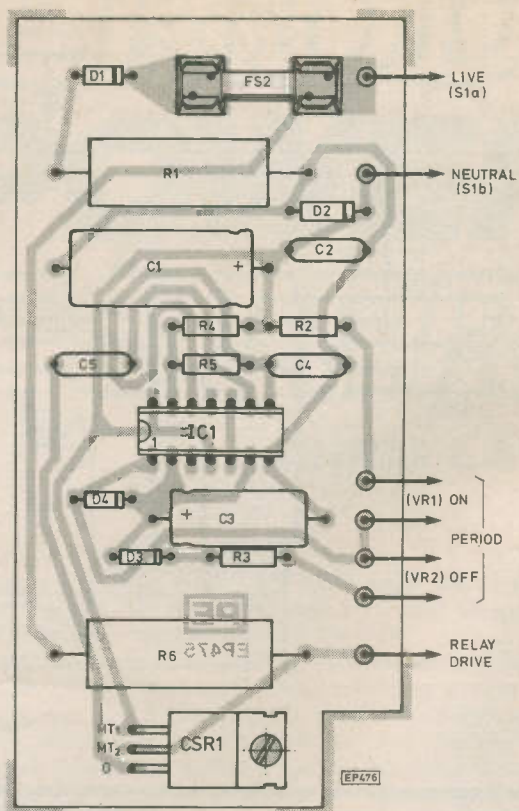 D1
FS2
LIVE
(S1a)
R1
NEUTRAL
(S1b)
D2
C2
C1
+
R4
R2
C5
R5
C4
1
IC1
D4
+
C3
(VR1) ON
PERIOD
D3
R3
(VR2) OFF
PE
EP475
R6
RELAY
DRIVE
MT1
MT2
CSR1
G
EP476